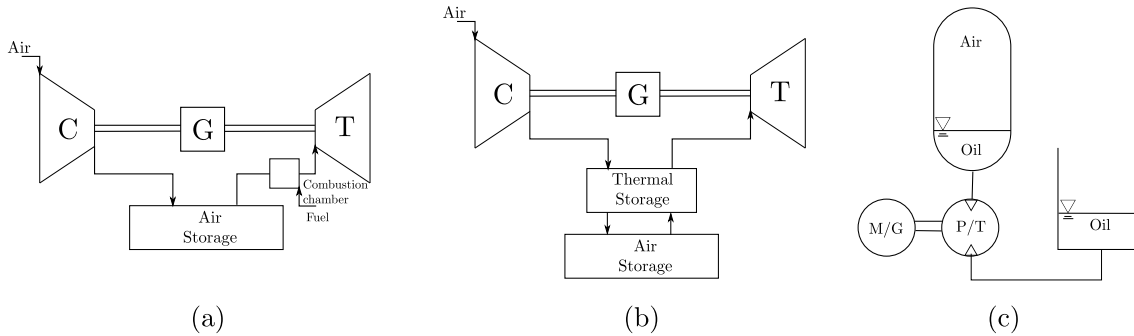 Air
C
G
T
Combustion
chamber
Fuel
Air
Storage
(a)
Air
C
G
T
Thermal
Storage
Air
Storage
(b)
Air
Oil
M/G
P/T
Oil
(c)